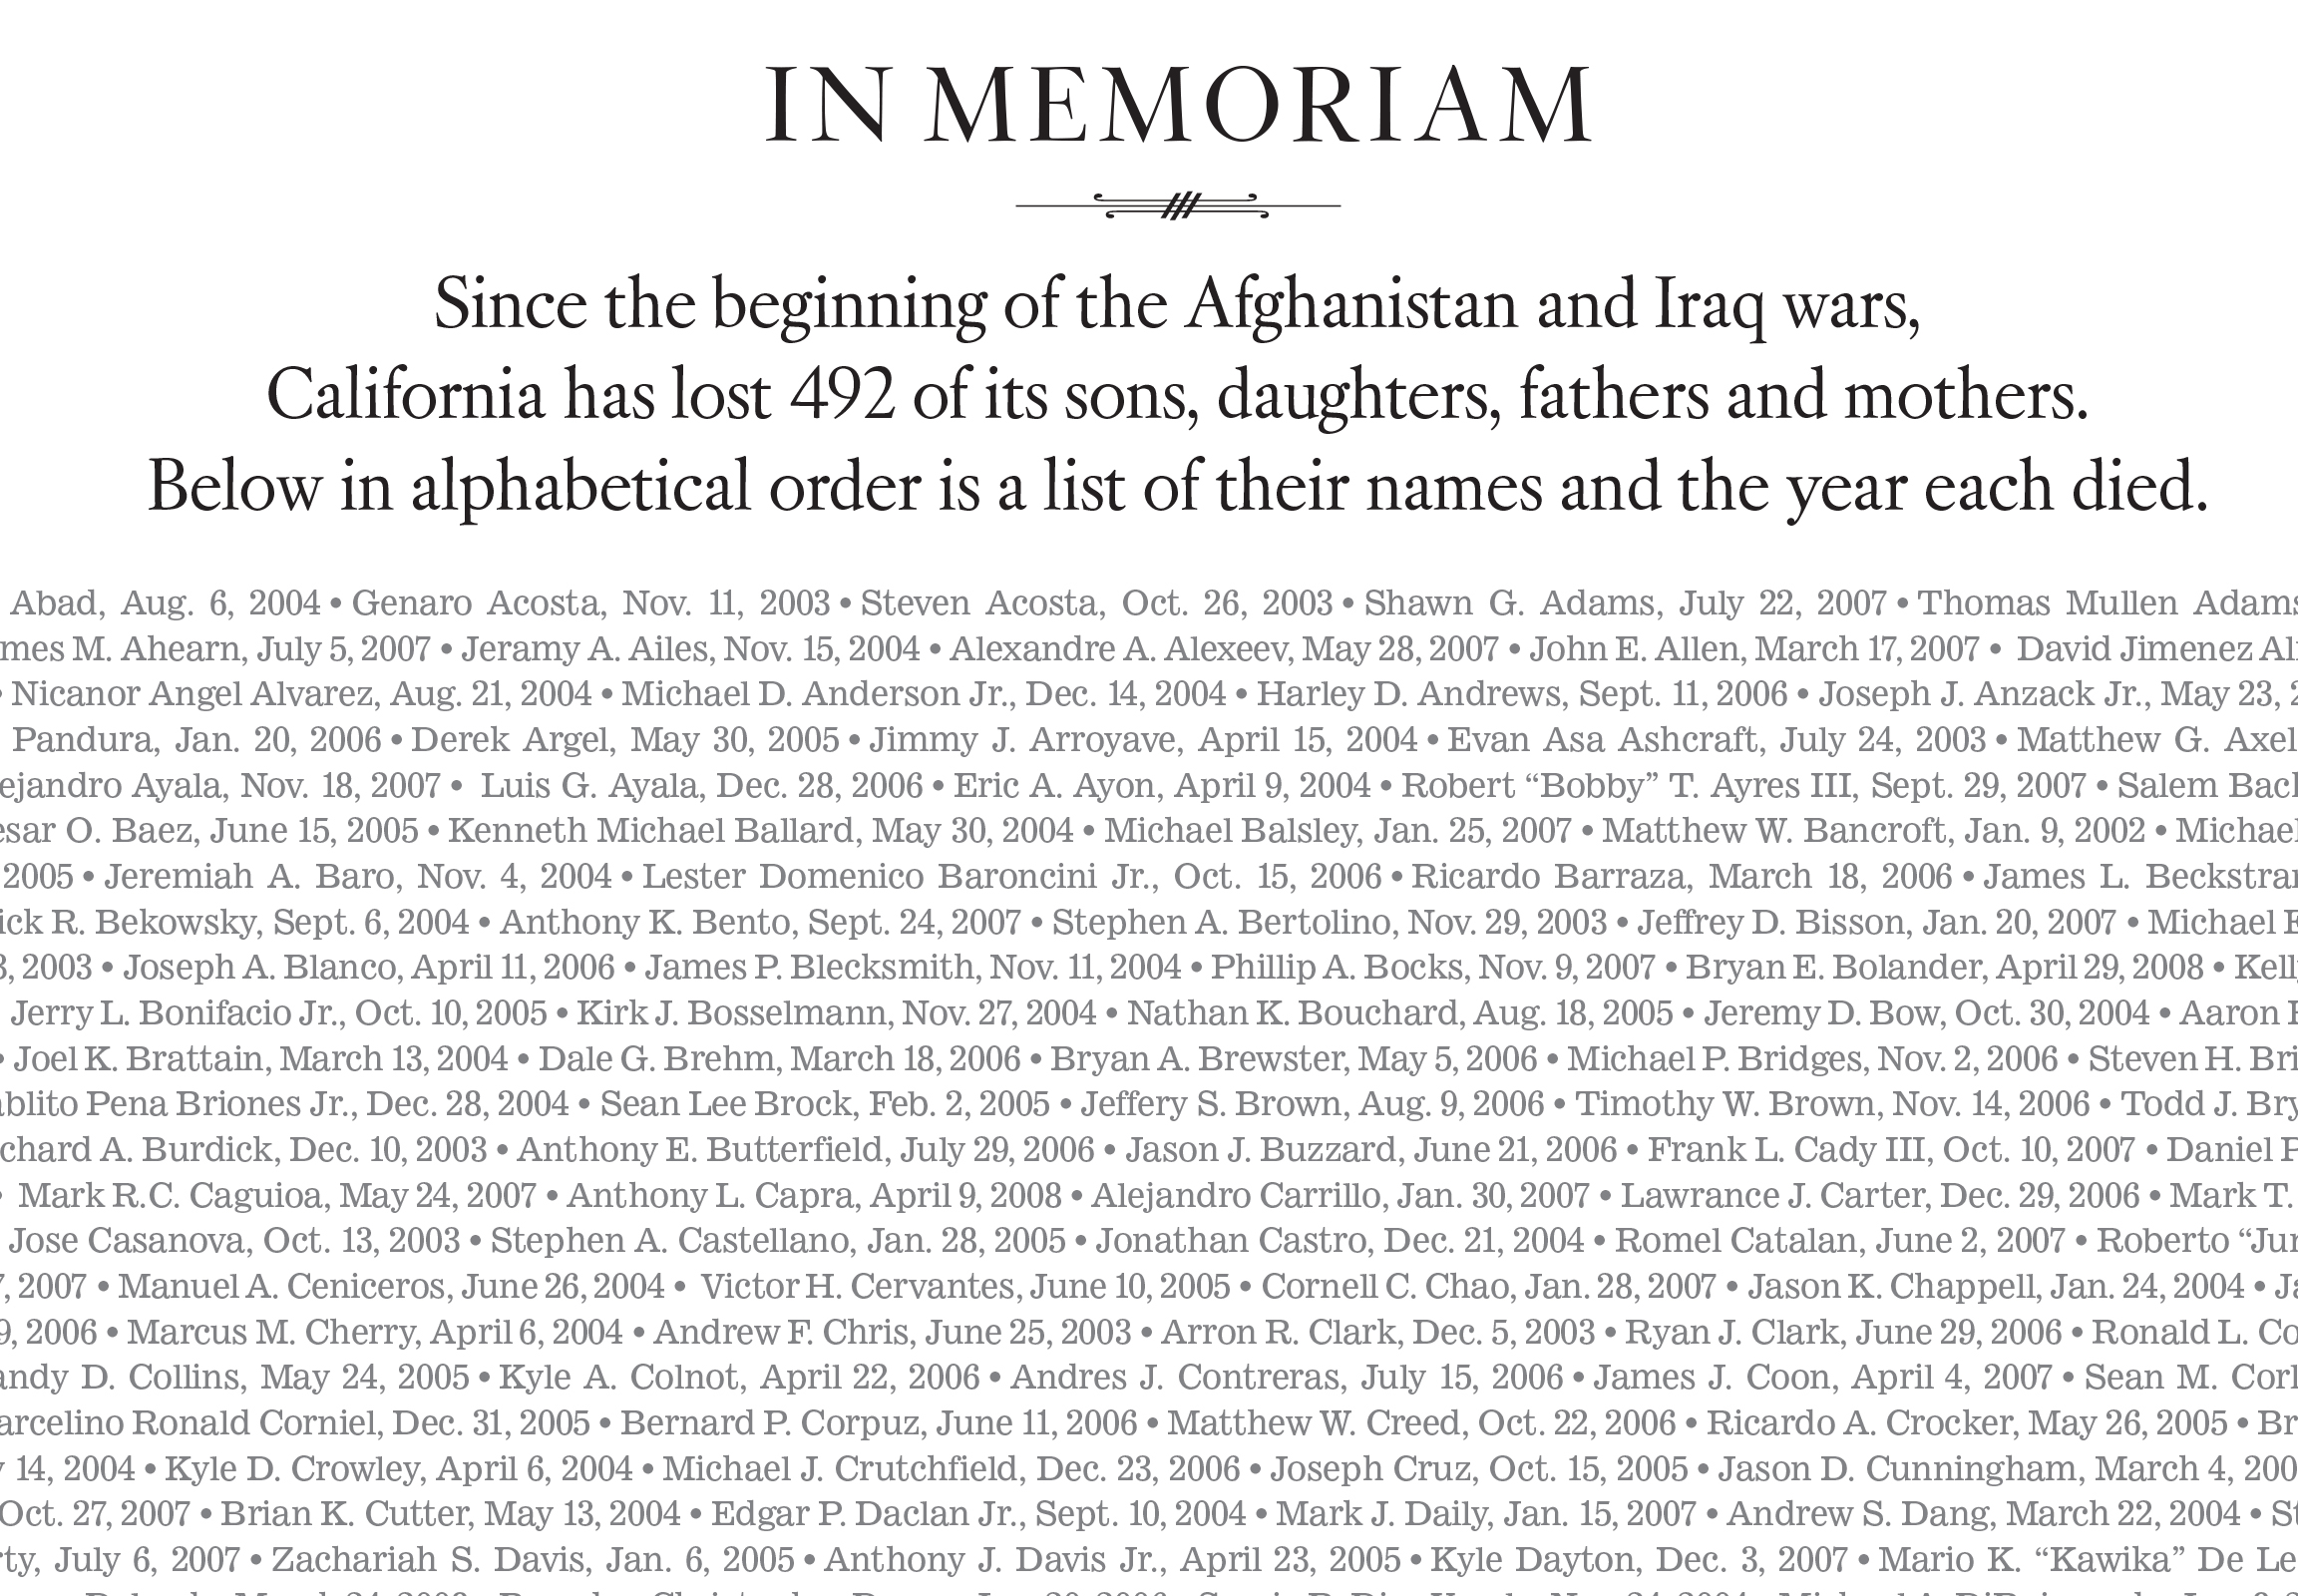 IN MEMORIAM
Since the beginning of the Afghanistan and Iraq wars,
California has lost 492 of its sons, daughters, fathers and mothers.
Below in alphabetical order is a list of their names and the year each died.
Abad, Aug. 6, 2004 • Genaro Acosta, Nov. 11, 2003 • Steven Acosta, Oct. 26, 2003 • Shawn G. Adams, July 22, 2007 • Thomas Mullen Adams
mes M. Ahearn, July 5, 2007 • Jeramy A. Ailes, Nov. 15, 2004 • Alexandre A. Alexeev, May 28, 2007 • John E. Allen, March 17, 2007 • David Jimenez
• Nicanor Angel Alvarez, Aug. 21, 2004 • Michael D. Anderson Jr., Dec. 14, 2004 • Harley D. Andrews, Sept. 11, 2006 • Joseph J. Anzack Jr., May 23,
Pandura, Jan. 20, 2006 • Derek Argel, May 30, 2005 • Jimmy J. Arroyave, April 15, 2004 • Evan Asa Ashcraft, July 24, 2003 • Matthew G. Axel
ejandro Ayala, Nov. 18, 2007 • Luis G. Ayala, Dec. 28, 2006 • Eric A. Ayon, April 9, 2004 • Robert “Bobby” T. Ayres III, Sept. 29, 2007 • Salem
esar O. Baez, June 15, 2005 • Kenneth Michael Ballard, May 30, 2004 • Michael Balsley, Jan. 25, 2007 • Matthew W. Bancroft, Jan. 9, 2002 • Michael
2005 • Jeremiah A. Baro, Nov. 4, 2004 • Lester Domenico Baroncini Jr., Oct. 15, 2006 • Ricardo Barraza, March 18, 2006 • James L. Beckstra
ick R. Bekowsky, Sept. 6, 2004 • Anthony K. Bento, Sept. 24, 2007 • Stephen A. Bertolino, Nov. 29, 2003 • Jeffrey D. Bisson, Jan. 20, 2007 • Michael
3, 2003 • Joseph A. Blanco, April 11, 2006 • James P. Blecksmith, Nov. 11, 2004 • Phillip A. Bocks, Nov. 9, 2007 • Bryan E. Bolander, April 29, 2008 • Kell
Jerry L. Bonifacio Jr., Oct. 10, 2005 • Kirk J. Bosselmann, Nov. 27, 2004 • Nathan K. Bouchard, Aug. 18, 2005 • Jeremy D. Bow, Oct. 30, 2004 • Aaron
• Joel K. Brattain, March 13, 2004 • Dale G. Brehm, March 18, 2006 • Bryan A. Brewster, May 5, 2006 • Michael P. Bridges, Nov. 2, 2006 • Steven H. Bri
ablito Pena Briones Jr., Dec. 28, 2004 • Sean Lee Brock, Feb. 2, 2005 • Jeffery S. Brown, Aug. 9, 2006 • Timothy W. Brown, Nov. 14, 2006 • Todd J. Bry
chard A. Burdick, Dec. 10, 2003 • Anthony E. Butterfield, July 29, 2006 • Jason J. Buzzard, June 21, 2006 • Frank L. Cady III, Oct. 10, 2007 • Daniel
• Mark R.C. Caguioa, May 24, 2007 • Anthony L. Capra, April 9, 2008 • Alejandro Carrillo, Jan. 30, 2007 • Lawrance J. Carter, Dec. 29, 2006 • Mark T.
Jose Casanova, Oct. 13, 2003 • Stephen A. Castellano, Jan. 28, 2005 • Jonathan Castro, Dec. 21, 2004 • Romel Catalan, June 2, 2007 • Roberto “Jun
7, 2007 • Manuel A. Ceniceros, June 26, 2004 • Victor H. Cervantes, June 10, 2005 • Cornell C. Chao, Jan. 28, 2007 • Jason K. Chappell, Jan. 24, 2004 • Ja
9, 2006 • Marcus M. Cherry, April 6, 2004 • Andrew F. Chris, June 25, 2003 • Arron R. Clark, Dec. 5, 2003 • Ryan J. Clark, June 29, 2006 • Ronald L. Co
andy D. Collins, May 24, 2005 • Kyle A. Colnot, April 22, 2006 • Andres J. Contreras, July 15, 2006 • James J. Coon, April 4, 2007 • Sean M. Corl
arcelino Ronald Corniel, Dec. 31, 2005 • Bernard P. Corpuz, June 11, 2006 • Matthew W. Creed, Oct. 22, 2006 • Ricardo A. Crocker, May 26, 2005 • Br
14, 2004 • Kyle D. Crowley, April 6, 2004 • Michael J. Crutchfield, Dec. 23, 2006 • Joseph Cruz, Oct. 15, 2005 • Jason D. Cunningham, March 4, 200
Oct. 27, 2007 • Brian K. Cutter, May 13, 2004 • Edgar P. Daclan Jr., Sept. 10, 2004 • Mark J. Daily, Jan. 15, 2007 • Andrew S. Dang, March 22, 2004 • St
rty, July 6, 2007 • Zachariah S. Davis, Jan. 6, 2005 • Anthony J. Davis Jr., April 23, 2005 • Kyle Dayton, Dec. 3, 2007 • Mario K. “Kawika” De Le